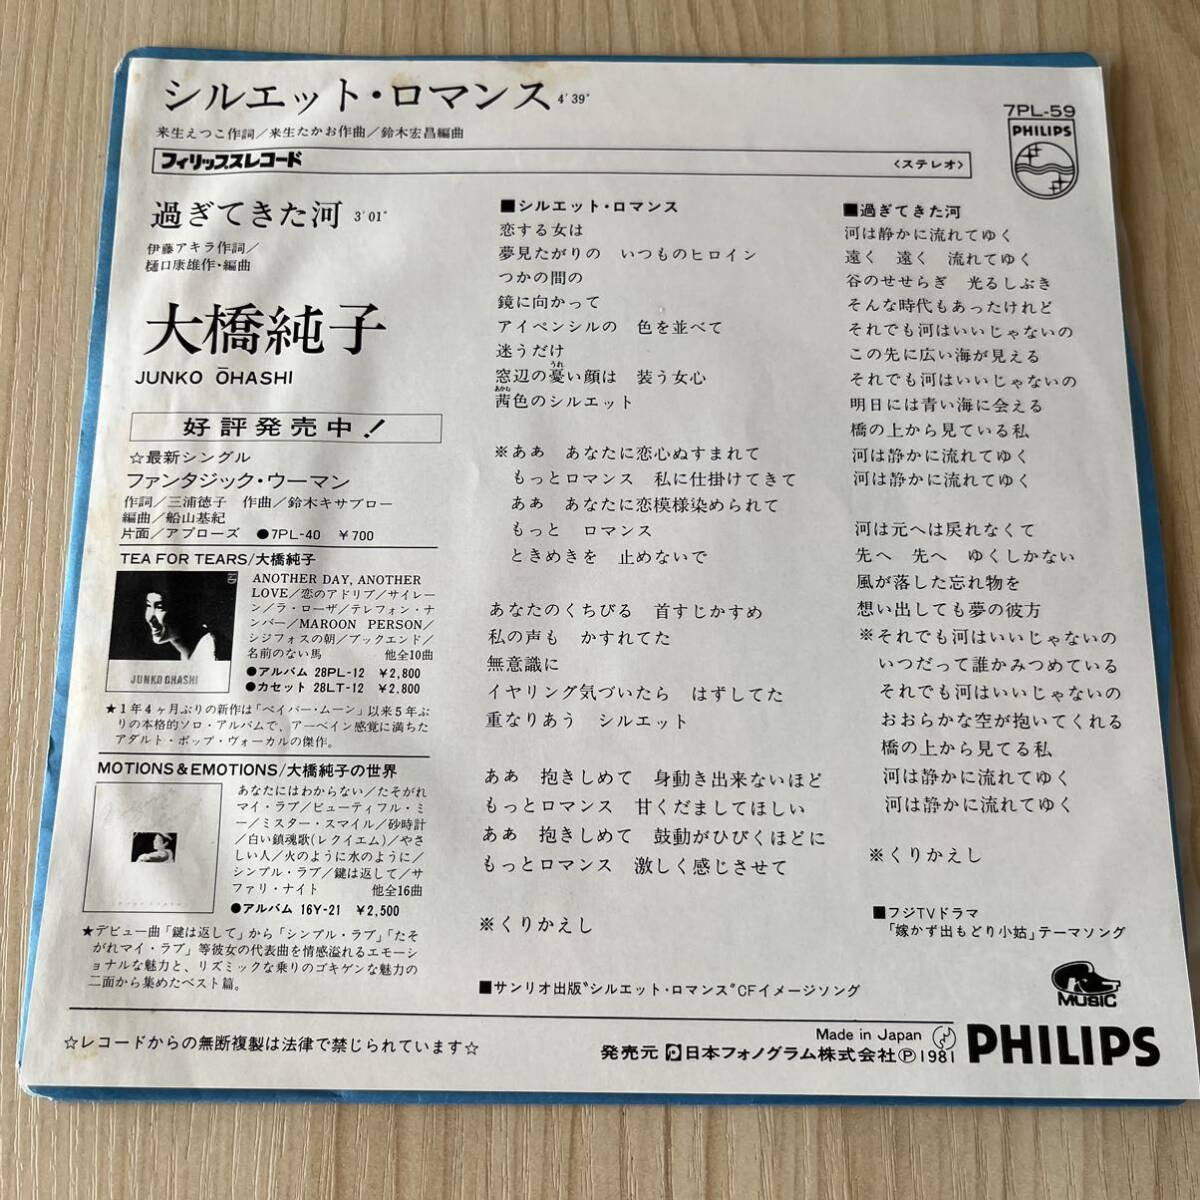 シルエット・ロマンス 4'39"
来生えつこ作詞/来生たかお作曲/鈴木宏昌編曲
7PL-59
PHILIPS
フィリップスレコード
〈ステレオ〉
過ぎてきた河 3'01"
伊藤アキラ作詞/
樋口康雄作・編曲
大橋純子
JUNKO ŌHASHI
好評発売中!
☆最新シングル
ファンタジック・ウーマン
作詞/三浦徳子 作曲/鈴木キサブロー
編曲/船山基紀
片面/アプローズ ●7PL-40 ¥700
TEA FOR TEARS/大橋純子
JUNKO OHASHI
ANOTHER DAY, ANOTHER
LOVE/恋のアドリブ/サイレー
ン/ラ・ローザ/テレフォン・ナ
ンバー/MAROON PERSON/
シジフォスの朝/ブックエンド/
名前のない馬 他全10曲
●アルバム 28PL-12 ¥2,800
●カセット 28LT-12 ¥2,800
★1年4ヶ月ぶりの新作は「ペイパー・ムーン」以来5年ぶ
りの本格的ソロ・アルバムで、アーベイン感覚に満ちた
アダルト・ポップ・ヴォーカルの傑作。
MOTIONS & EMOTIONS/大橋純子の世界
あなたにはわからない/たそがれ
マイ・ラブ/ビューティフル・ミ
ー/ミスター・スマイル/砂時計
/白い鎮魂歌(レクイエム)/やさ
しい人/火のように水のように/
シンプル・ラブ/鍵は返して/サ
ファリ・ナイト 他全16曲
●アルバム 16Y-21 ¥2,500
★デビュー曲「鍵は返して」から「シンプル・ラブ」「たそ
がれマイ・ラブ」等彼女の代表曲を情感溢れるエモーシ
ョナルな魅力と、リズミックな乗りのゴキゲンな魅力の
二面から集めたベスト篇。
■シルエット・ロマンス
恋する女は
夢見たがりの いつものヒロイン
つかの間の
鏡に向かって
アイペンシルの 色を並べて
迷うだけ
窓辺の憂い顔は 装う女心
うれ
茜色のシルエット
あかね
※ああ あなたに恋心ぬすまれて
もっとロマンス 私に仕掛けてきて
ああ あなたに恋模様染められて
もっと ロマンス
ときめきを 止めないで
あなたのくちびる 首すじかすめ
私の声も かすれてた
無意識に
イヤリング気づいたら はずしてた
重なりあう シルエット
ああ 抱きしめて 身動き出来ないほど
もっとロマンス 甘くだましてほしい
ああ 抱きしめて 鼓動がひびくほどに
もっとロマンス 激しく感じさせて
※くりかえし
■サンリオ出版"シルエット・ロマンス"CFイメージソング
■過ぎてきた河
河は静かに流れてゆく
遠く 遠く 流れてゆく
谷のせせらぎ 光るしぶき
そんな時代もあったけれど
それでも河はいいじゃないの
この先に広い海が見える
それでも河はいいじゃないの
明日には青い海に会える
橋の上から見ている私
河は静かに流れてゆく
河は静かに流れてゆく
河は元へは戻れなくて
先へ 先へ ゆくしかない
風が落した忘れ物を
想い出しても夢の彼方
※それでも河はいいじゃないの
いつだって誰かみつめている
それでも河はいいじゃないの
おおらかな空が抱いてくれる
橋の上から見てる私
河は静かに流れてゆく
河は静かに流れてゆく
※くりかえし
■フジTVドラマ
「嫁かず出もどり小姑」テーマソング
MUSIC
☆レコードからの無断複製は法律で禁じられています☆
Made in Japan
発売元 日本フォノグラム株式会社Ⓟ1981
PHILIPS